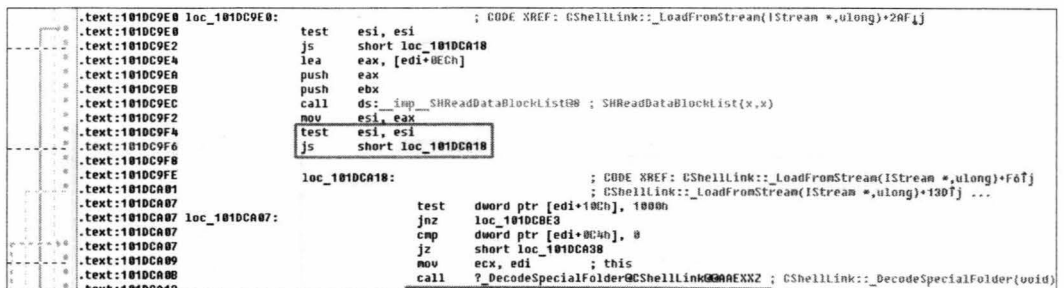 .text:101DC9E0 loc_101DC9E0: ; CODE XREF: CShellLink::_LoadFromStream(IStream *,ulong)+2AF↓j
.text:101DC9E0 test esi, esi
.text:101DC9E2 js short loc_101DCA18
.text:101DC9E4 lea eax, [edi+0ECh]
.text:101DC9EA push eax
.text:101DC9EB push ebx
.text:101DC9EC call ds:__imp__SHReadDataBlockList@8 ; SHReadDataBlockList(x,x)
.text:101DC9F2 mov esi, eax
.text:101DC9F4 test esi, esi
.text:101DC9F6 js short loc_101DCA18
.text:101DC9F8
.text:101DC9FE loc_101DCA18: ; CODE XREF: CShellLink::_LoadFromStream(IStream *,ulong)+F6↑j
.text:101DCA01 ; CShellLink::_LoadFromStream(IStream *,ulong)+13D↑j ...
.text:101DCA07 test dword ptr [edi+10Ch], 1000h
.text:101DCA07 loc_101DCA07: jnz loc_101DCBE3
.text:101DCA07 cmp dword ptr [edi+0C4h], 0
.text:101DCA07 jz short loc_101DCA38
.text:101DCA09 mov ecx, edi ; this
.text:101DCA0B call ?_DecodeSpecialFolder@CShellLink@@AAEXXZ ; CShellLink::_DecodeSpecialFolder(void)